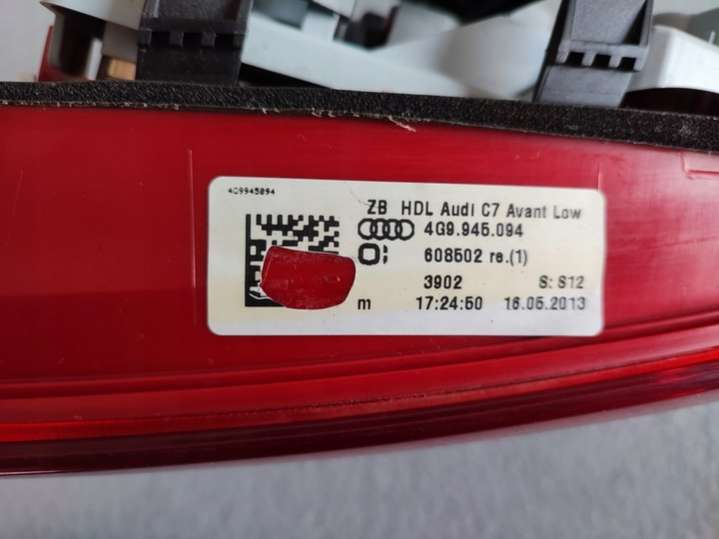 4G9945094
ZB HDL Audi C7 Avant Low
4G9.945.094
608502 re.(1)
3902 S: S12
m 17:24:50 16.05.2013